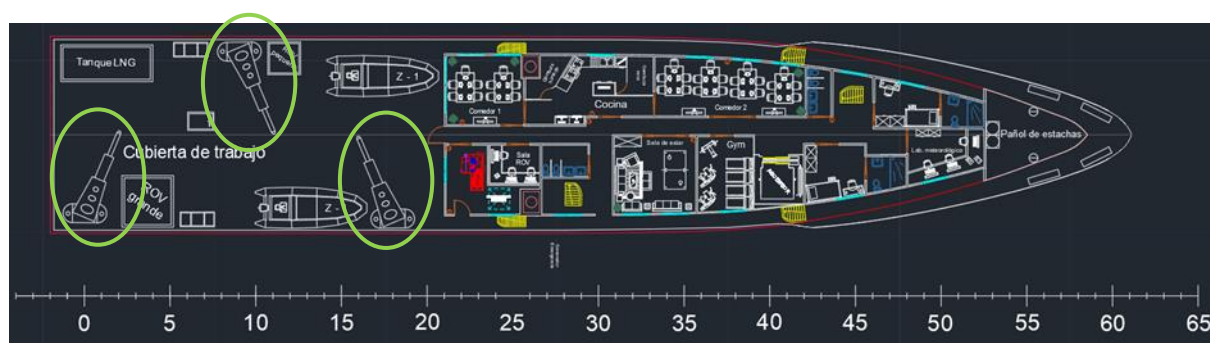 Tanque LNG
Z - 1
Comedor 1
Cocina
Comedor 2
Pañol de estachas
Cubierta de trabajo
Sala
ROV
Sala de estar
Gym
Lab. meteorológico
ROV
grande
Z -
0 5 10 15 20 25 30 35 40 45 50 55 60 65